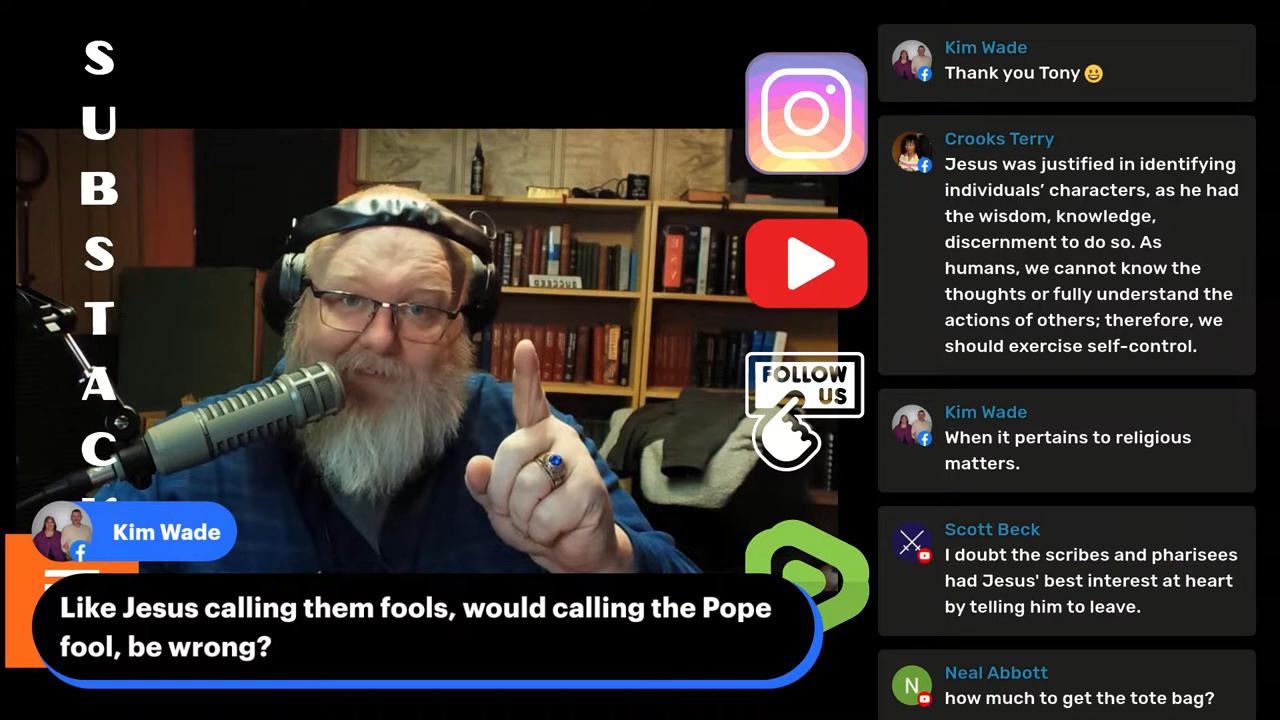 SUBSTACK
FOLLOW
US
Kim Wade
Like Jesus calling them fools, would calling the Pope
fool, be wrong?
Kim Wade
Thank you Tony 😀
Crooks Terry
Jesus was justified in identifying
individuals’ characters, as he had
the wisdom, knowledge,
discernment to do so. As
humans, we cannot know the
thoughts or fully understand the
actions of others; therefore, we
should exercise self-control.
Kim Wade
When it pertains to religious
matters.
Scott Beck
I doubt the scribes and pharisees
had Jesus' best interest at heart
by telling him to leave.
N
Neal Abbott
how much to get the tote bag?